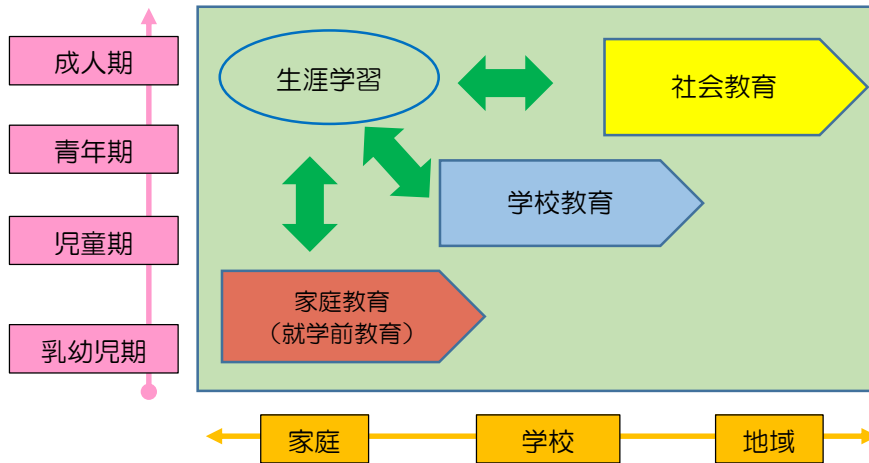 成人期
青年期
児童期
乳幼児期
生涯学習
社会教育
学校教育
家庭教育
（就学前教育）
家庭
学校
地域